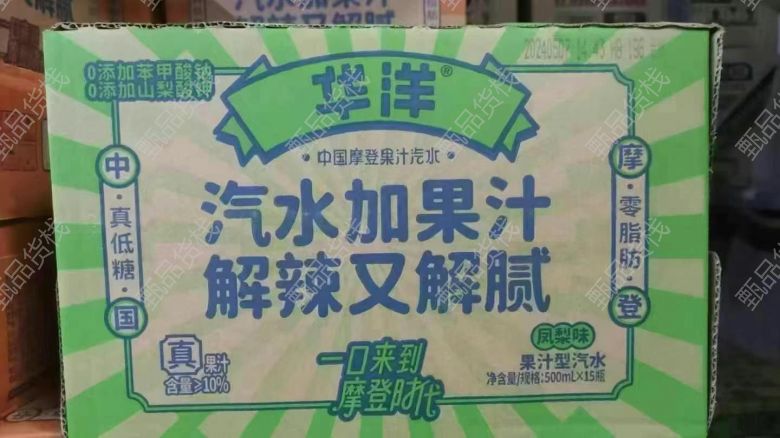 0添加苯甲酸钠
0添加山梨酸钾
华洋®
·中国摩登果汁汽水·
中·真低糖·国
摩·零脂肪·登
汽水加果汁
解辣又解腻
真果汁
含量≥10%
一口来到
摩登时代
凤梨味
果汁型汽水
净含量/规格:500mL×15瓶
甄品货栈